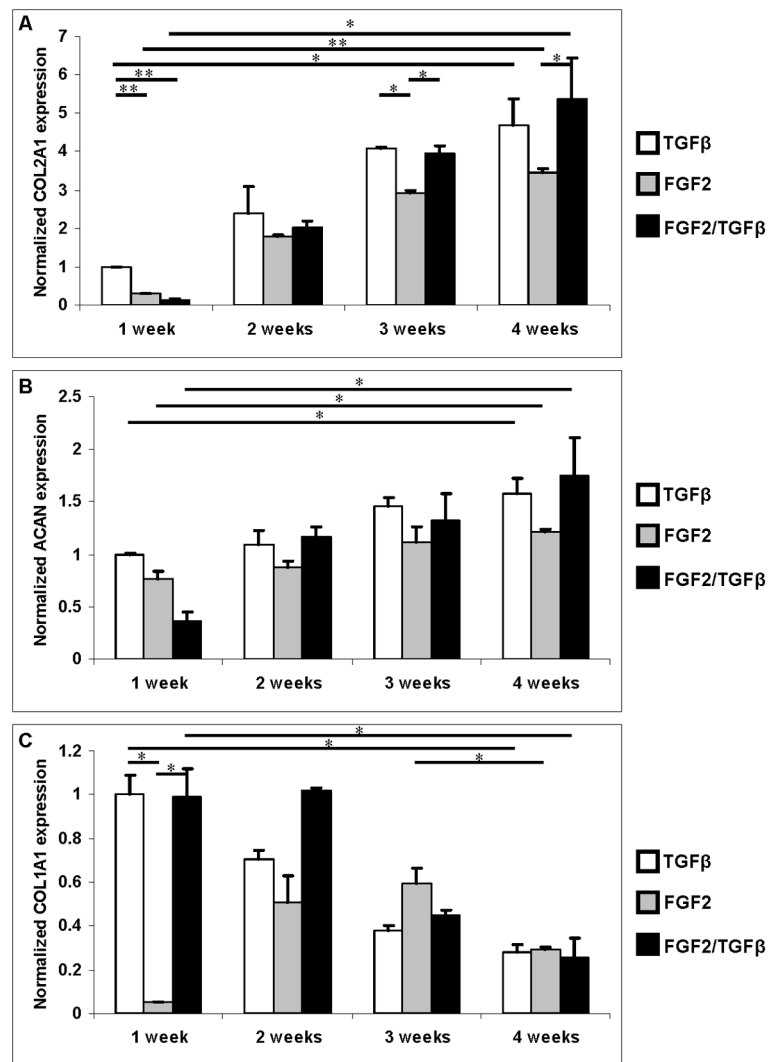 A
*
**
*
**
**
*
*
*
7
6
5
4
3
2
1
0
Normalized COL2A1 expression
1 week 2 weeks 3 weeks 4 weeks
TGFβ
FGF2
FGF2/TGFβ
B
*
*
*
2.5
2
1.5
1
0.5
0
Normalized ACAN expression
1 week 2 weeks 3 weeks 4 weeks
TGFβ
FGF2
FGF2/TGFβ
C
*
*
*
*
*
1.2
1
0.8
0.6
0.4
0.2
0
Normalized COL1A1 expression
1 week 2 weeks 3 weeks 4 weeks
TGFβ
FGF2
FGF2/TGFβ